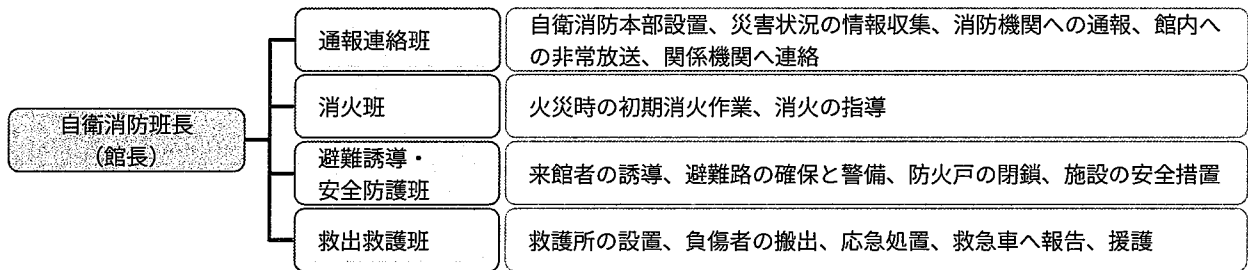 自衛消防班長
（館長）
通報連絡班
自衛消防本部設置、災害状況の情報収集、消防機関への通報、館内へ
の非常放送、関係機関へ連絡
消火班
火災時の初期消火作業、消火の指導
避難誘導・
安全防護班
来館者の誘導、避難路の確保と警備、防火戸の閉鎖、施設の安全措置
救出救護班
救護所の設置、負傷者の搬出、応急処置、救急車へ報告、援護